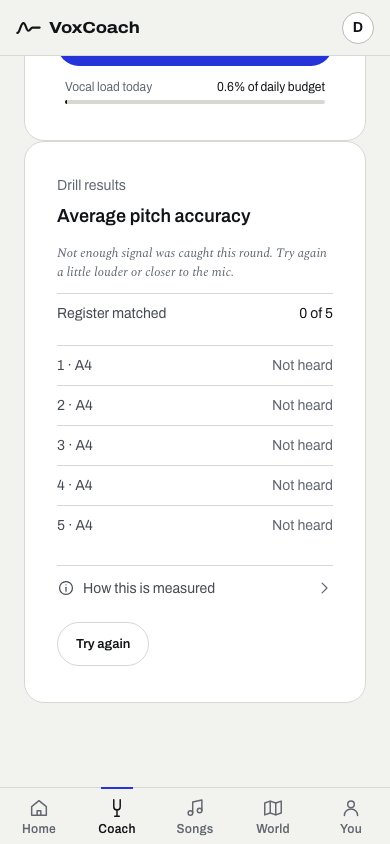 VoxCoach
D
Vocal load today
0.6% of daily budget
Drill results
Average pitch accuracy
Not enough signal was caught this round. Try again
a little louder or closer to the mic.
Register matched
0 of 5
1 · A4
Not heard
2 · A4
Not heard
3 · A4
Not heard
4 · A4
Not heard
5 · A4
Not heard
How this is measured
Try again
Home
Coach
Songs
World
You